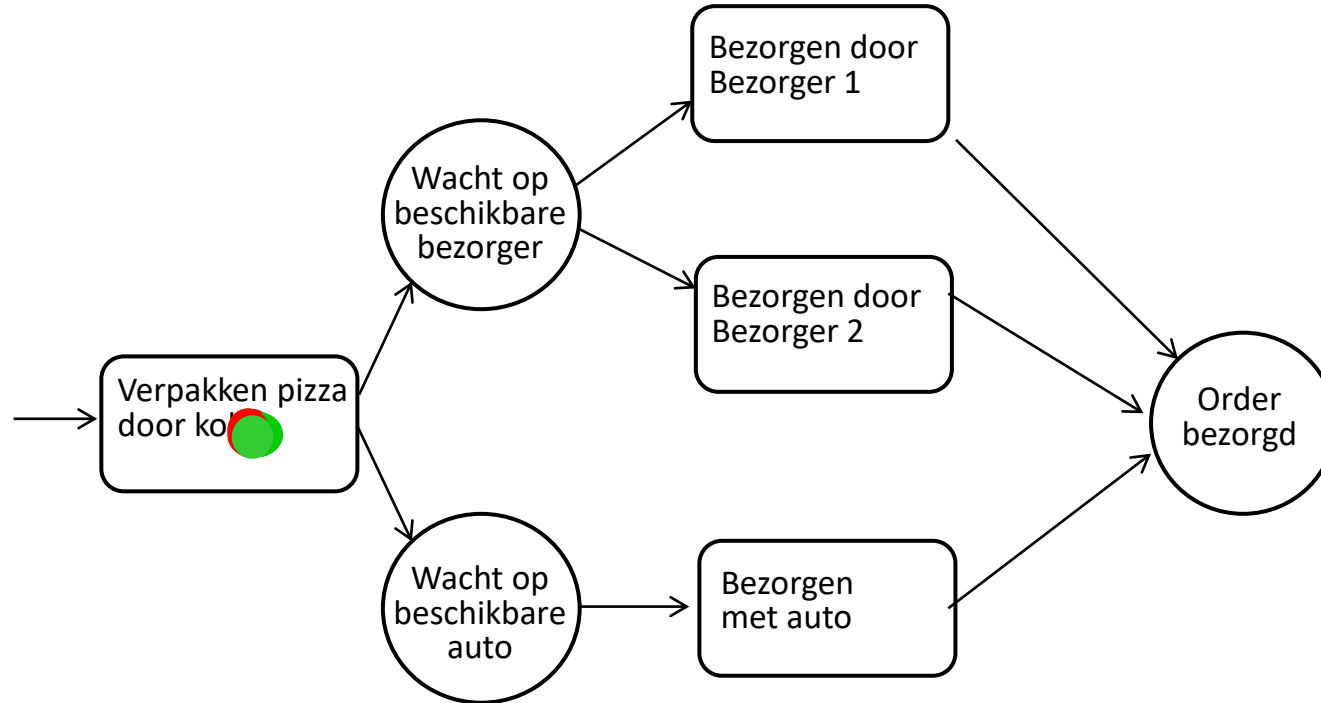 Bezorgen door
Bezorger 1
Wacht op
beschikbare
bezorger
Bezorgen door
Bezorger 2
Verpakken pizza
door
Order
bezorgd
Wacht op
beschikbare
auto
Bezorgen
met auto